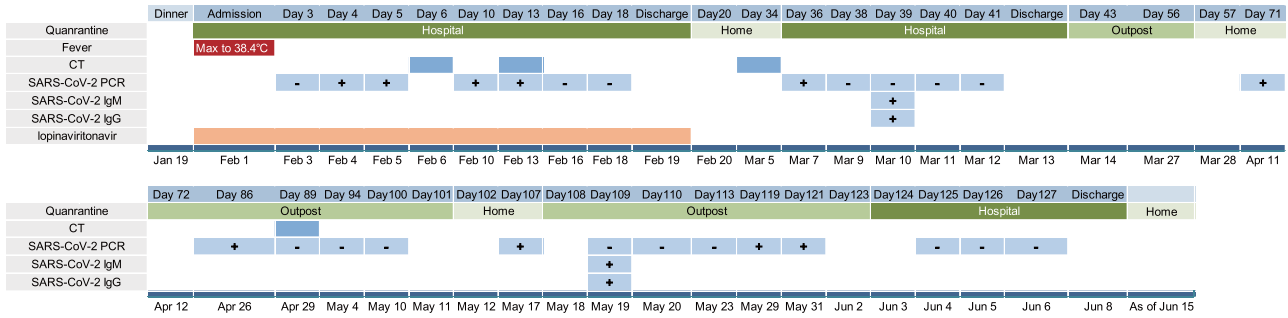 Dinner Admission Day 3 Day 4 Day 5 Day 6 Day 10 Day 13 Day 16 Day 18 Discharge Day20 Day 34 Day 36 Day 38 Day 39 Day 40 Day 41 Discharge Day 43 Day 56 Day 57 Day 71
Quarantine Hospital Home Hospital Outpost Home
Fever Max to 38.4℃
CT
SARS-CoV-2 PCR - + + + + - - + - - - - +
SARS-CoV-2 IgM +
SARS-CoV-2 IgG +
lopinaviritonavir
Jan 19 Feb 1 Feb 3 Feb 4 Feb 5 Feb 6 Feb 10 Feb 13 Feb 16 Feb 18 Feb 19 Feb 20 Mar 5 Mar 7 Mar 9 Mar 10 Mar 11 Mar 12 Mar 13 Mar 14 Mar 27 Mar 28 Apr 11
Day 72 Day 86 Day 89 Day 94 Day100 Day101 Day102 Day107 Day108 Day109 Day110 Day113 Day119 Day121 Day123 Day124 Day125 Day126 Day127 Discharge
Quarantine Outpost Home Outpost Hospital Home
CT
SARS-CoV-2 PCR + - - - + - - - + + - - -
SARS-CoV-2 IgM +
SARS-CoV-2 IgG +
Apr 12 Apr 26 Apr 29 May 4 May 10 May 11 May 12 May 17 May 18 May 19 May 20 May 23 May 29 May 31 Jun 2 Jun 3 Jun 4 Jun 5 Jun 6 Jun 8 As of Jun 15